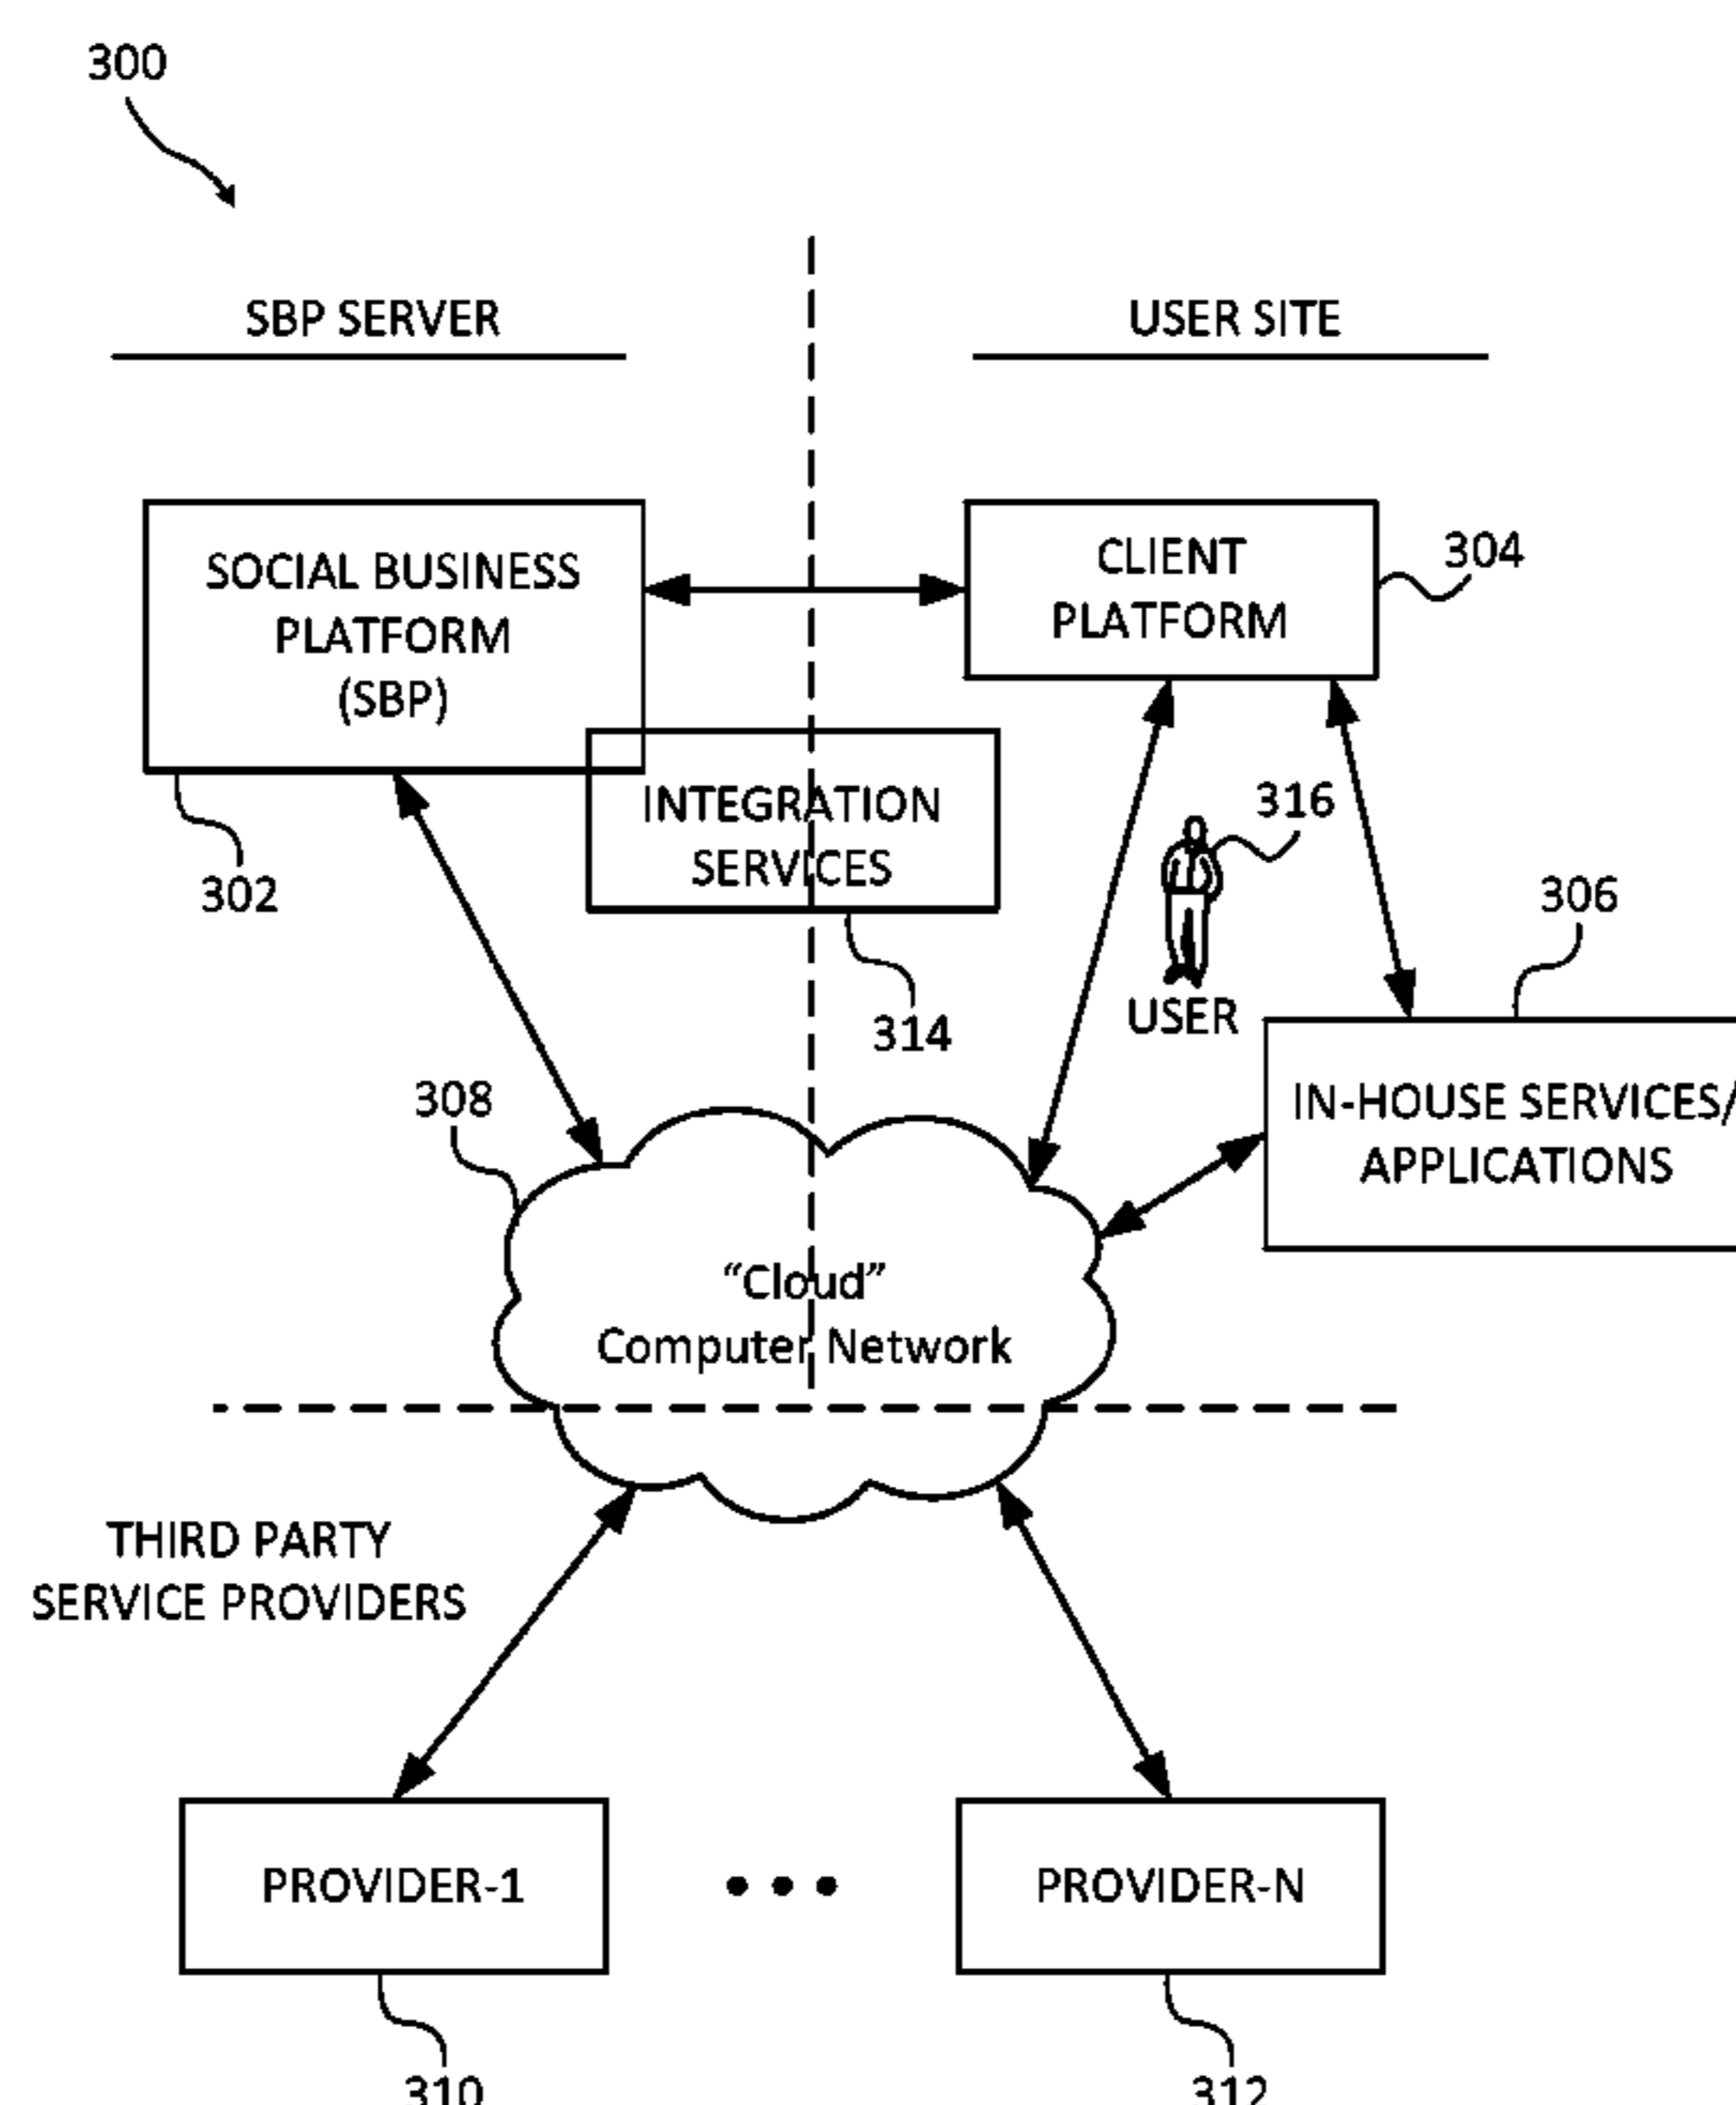 300
SBP SERVER
USER SITE
SOCIAL BUSINESS
PLATFORM
(SBP)
CLIENT
PLATFORM
304
INTEGRATION
SERVICES
316
302
306
314
USER
308
IN-HOUSE SERVICES/
APPLICATIONS
“Cloud”
Computer Network
THIRD PARTY
SERVICE PROVIDERS
PROVIDER-1
• • •
PROVIDER-N
310
312